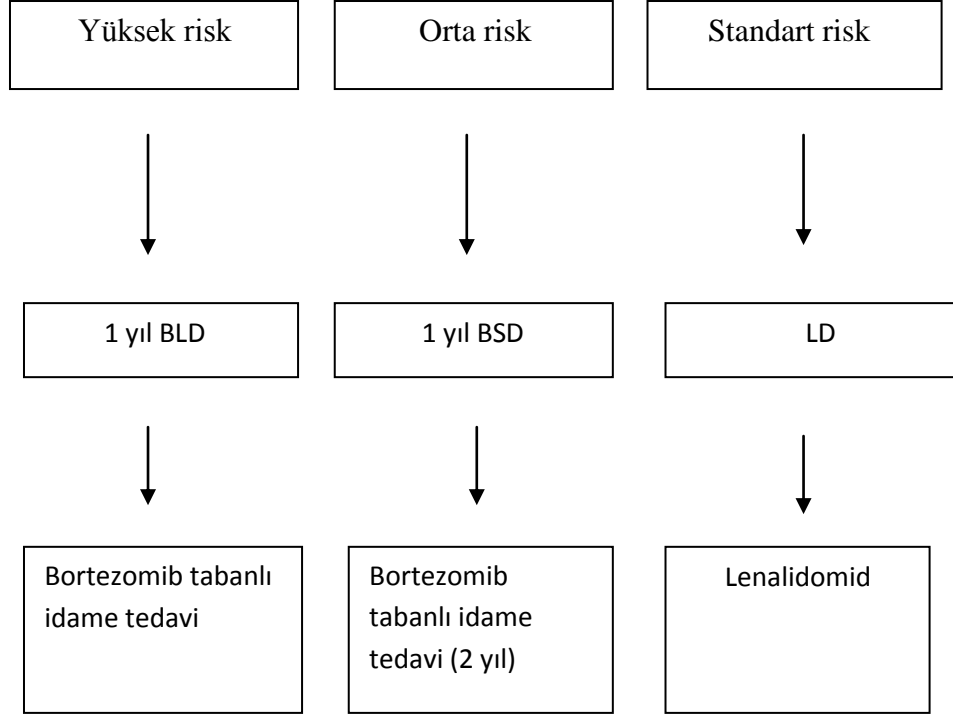 Yüksek risk
Orta risk
Standart risk
1 yıl BLD
1 yıl BSD
LD
Bortezomib tabanlı
idame tedavi
Bortezomib
tabanlı idame
tedavi (2 yıl)
Lenalidomid